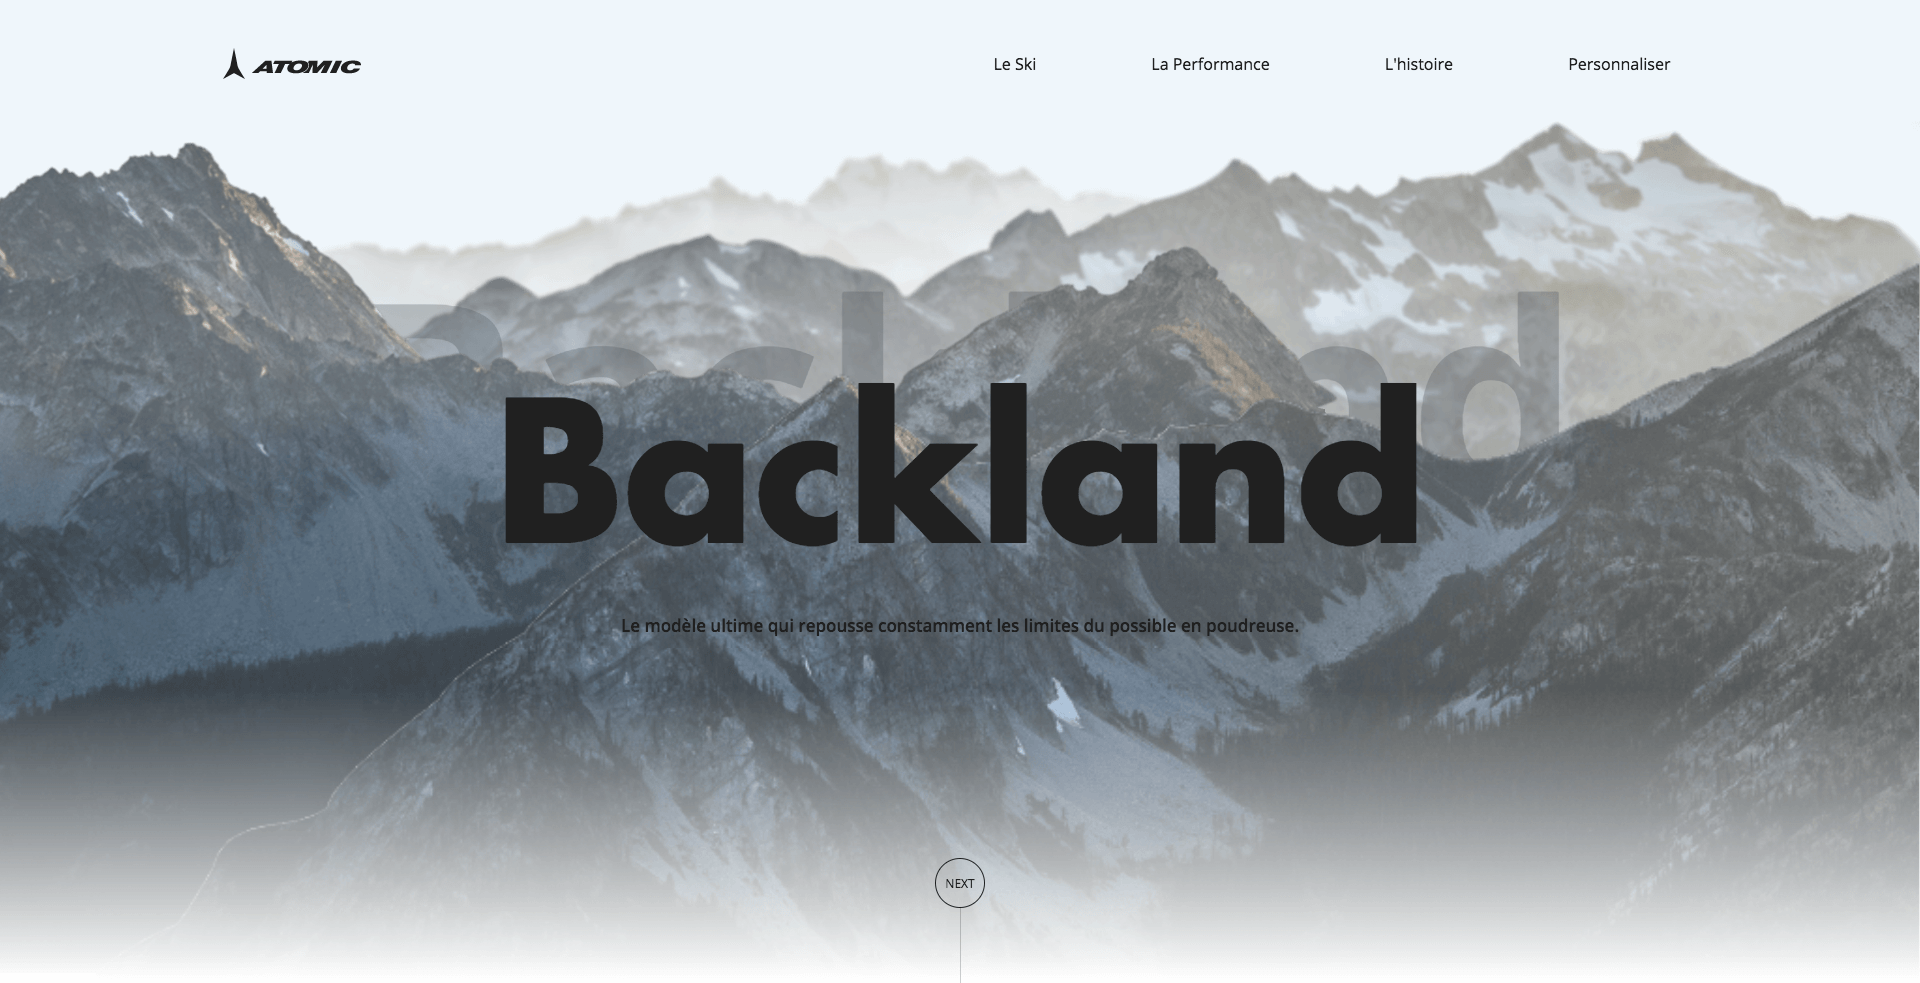 ATOMIC
Le Ski
La Performance
L'histoire
Personnaliser
Backland
Backland
Le modèle ultime qui repousse constamment les limites du possible en poudreuse.
NEXT